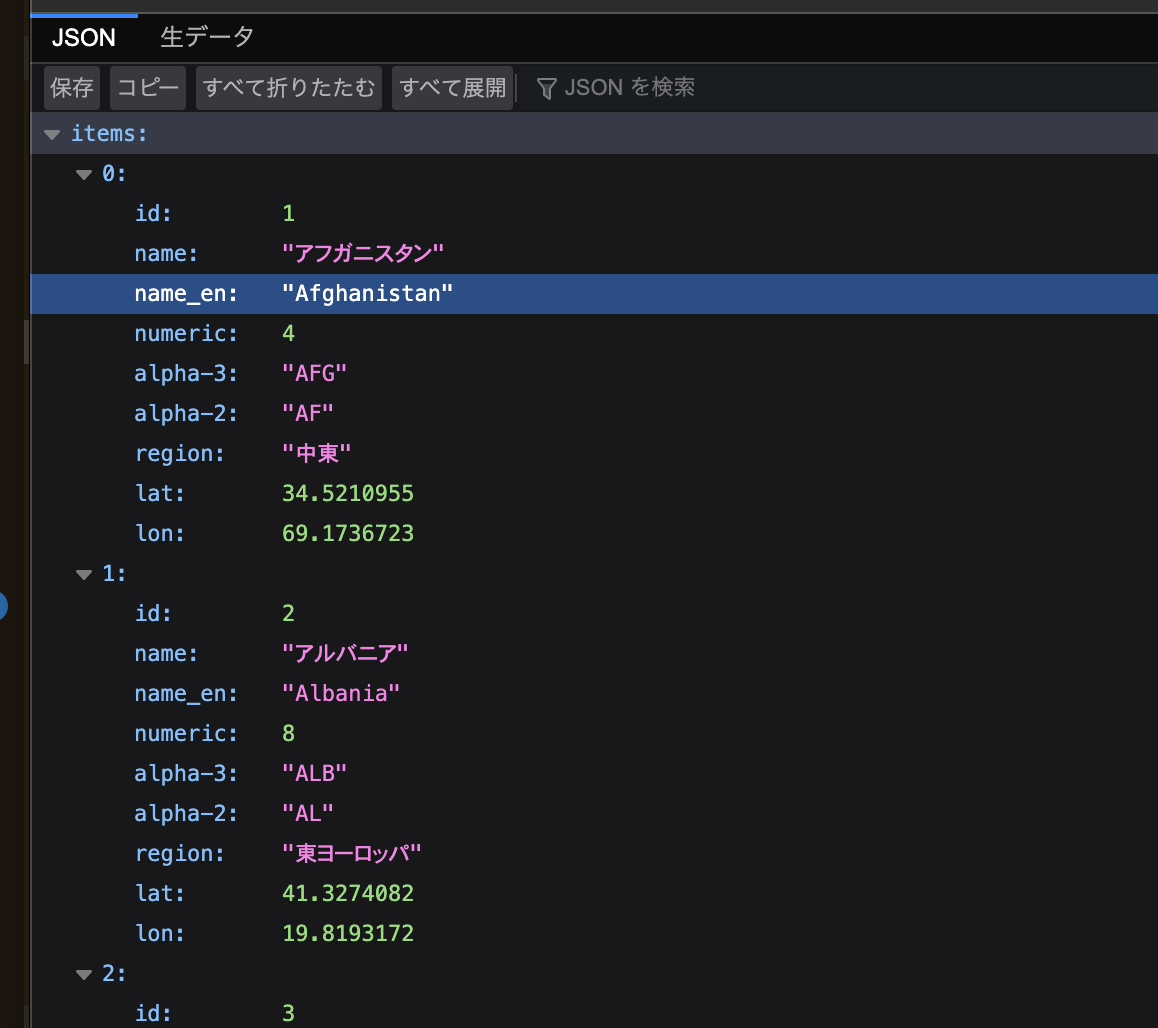 JSON 生データ
保存 コピー すべて折りたたむ すべて展開 JSON を検索
items:
0:
id: 1
name: "アフガニスタン"
name_en: "Afghanistan"
numeric: 4
alpha-3: "AFG"
alpha-2: "AF"
region: "中東"
lat: 34.5210955
lon: 69.1736723
1:
id: 2
name: "アルバニア"
name_en: "Albania"
numeric: 8
alpha-3: "ALB"
alpha-2: "AL"
region: "東ヨーロッパ"
lat: 41.3274082
lon: 19.8193172
2:
id: 3